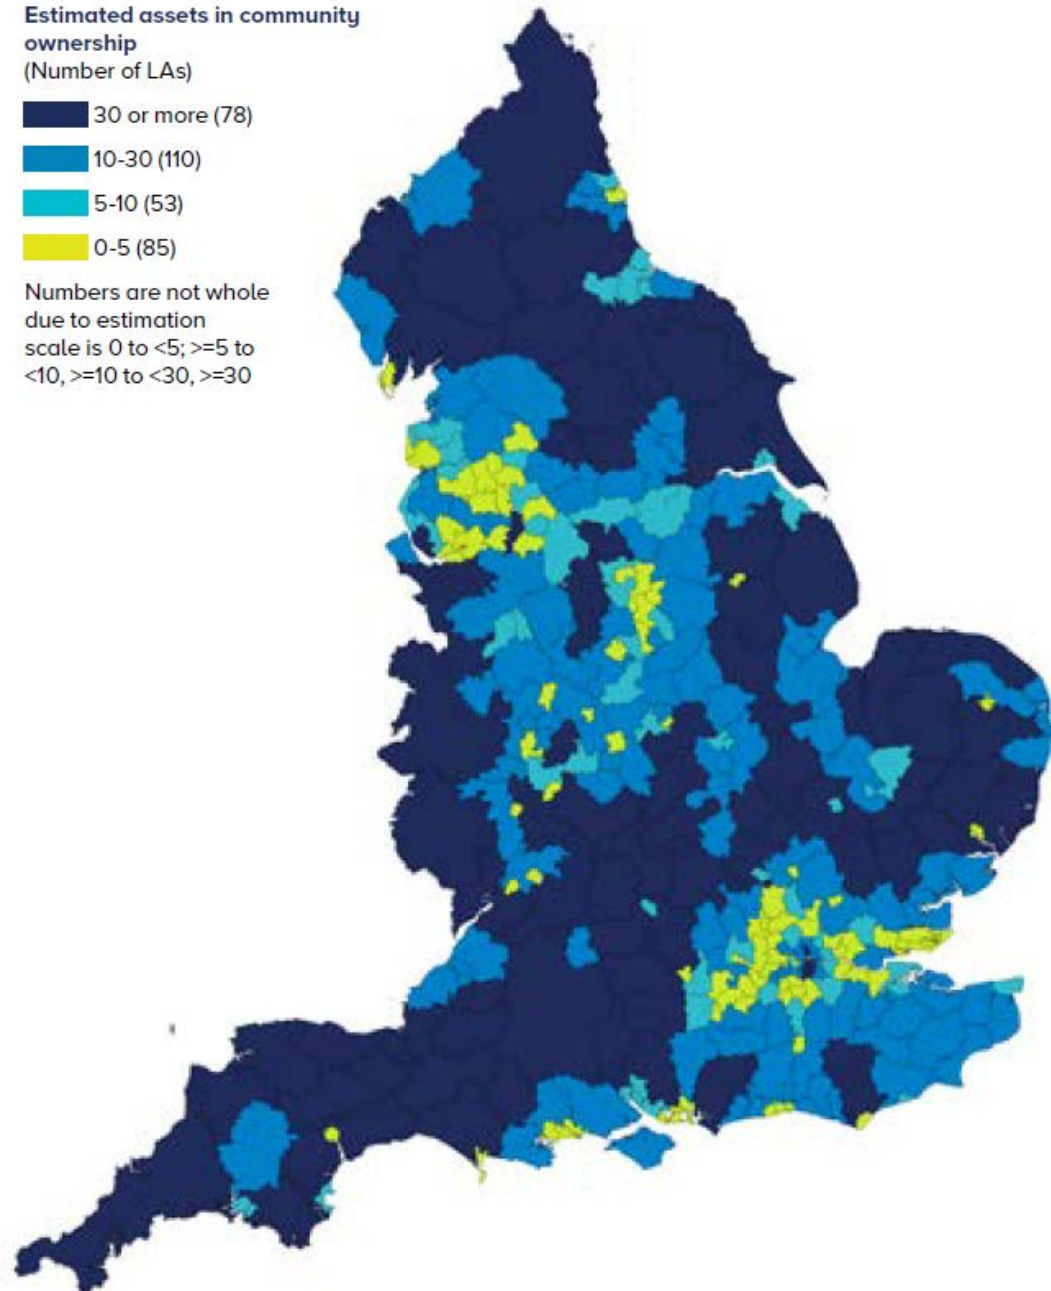 Estimated assets in community
ownership
(Number of LAs)
30 or more (78)
10-30 (110)
5-10 (53)
0-5 (85)
Numbers are not whole
due to estimation
scale is 0 to <5; >=5 to
<10, >=10 to <30, >=30